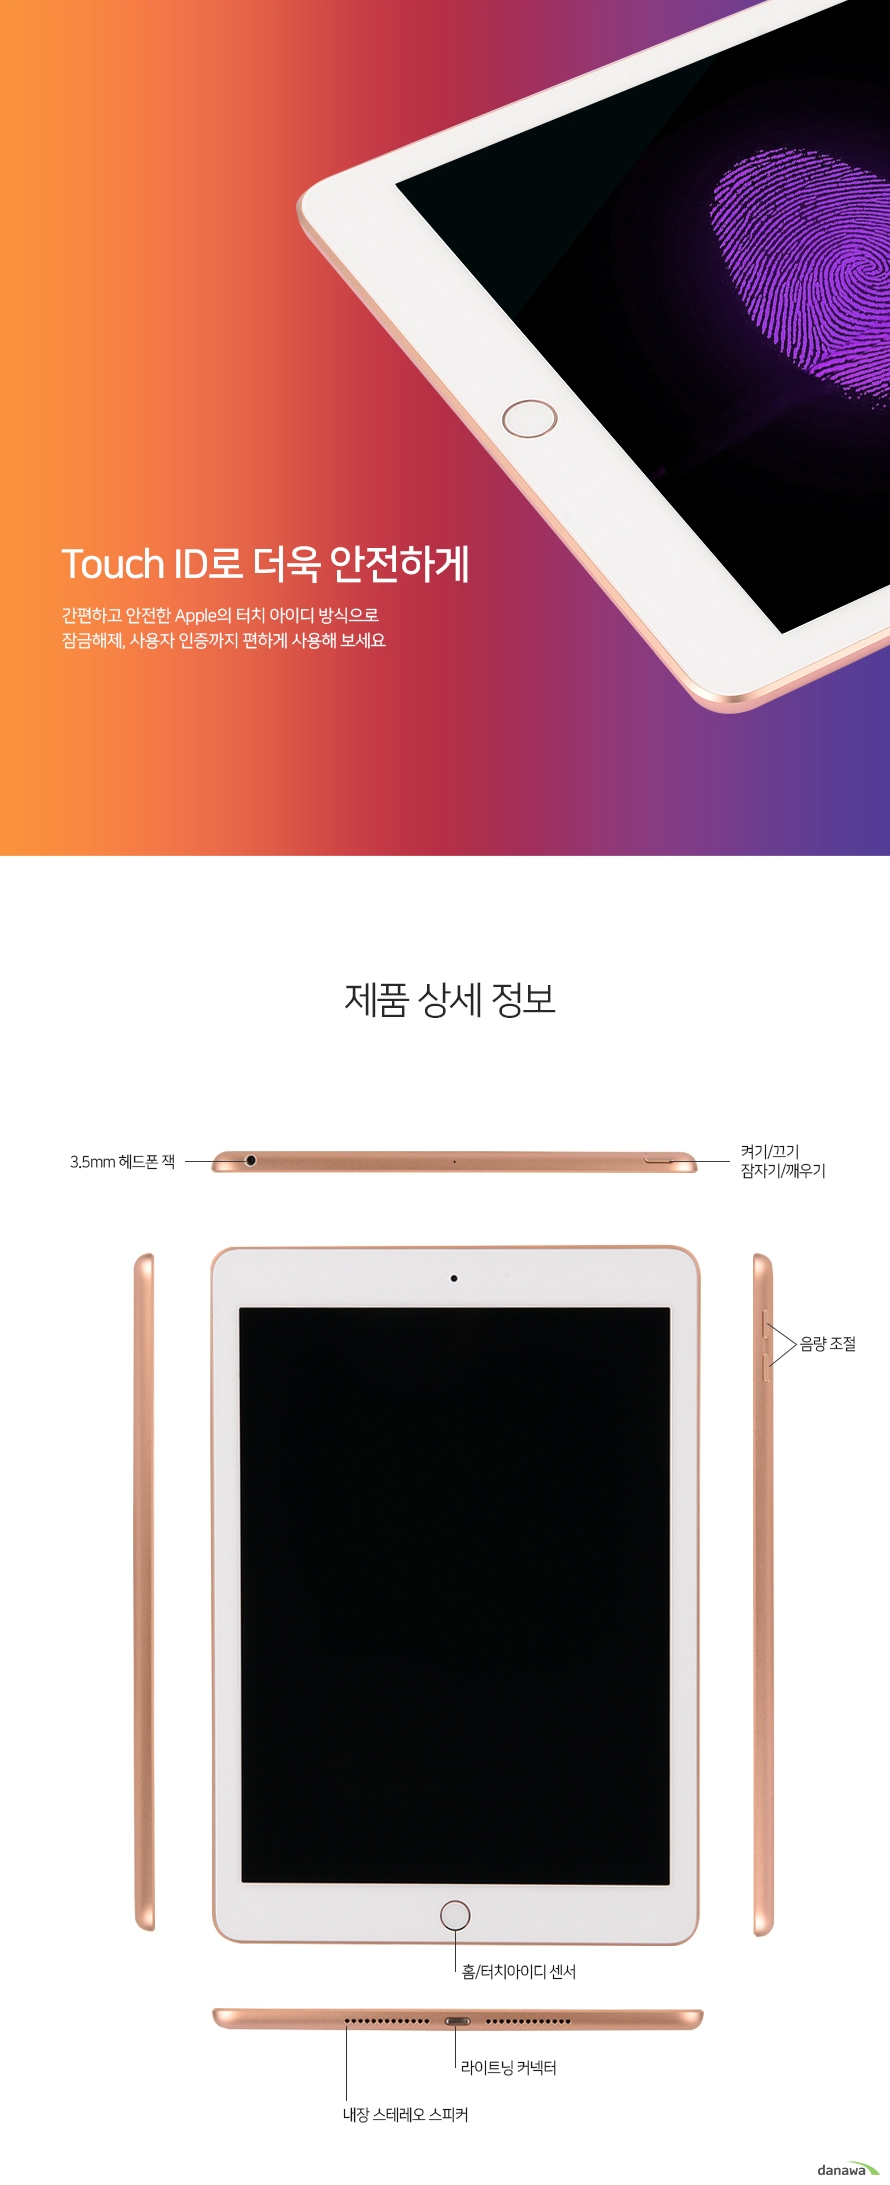 Touch ID로 더욱 안전하게
간편하고 안전한 Apple의 터치 아이디 방식으로
잠금해제, 사용자 인증까지 편하게 사용해 보세요
제품 상세 정보
3.5mm 헤드폰 잭
켜기/끄기
잠자기/깨우기
음량 조절
홈/터치아이디 센서
라이트닝 커넥터
내장 스테레오 스피커
danawa